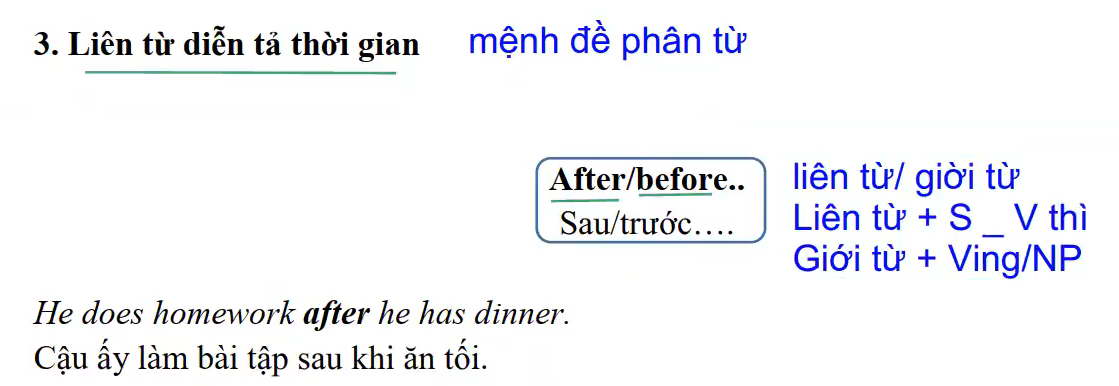 3. Liên từ diễn tả thời gian mệnh đề phân từ
After/before..
Sau/trước….
liên từ/ giời từ
Liên từ + S _ V thì
Giới từ + Ving/NP
He does homework after he has dinner.
Cậu ấy làm bài tập sau khi ăn tối.